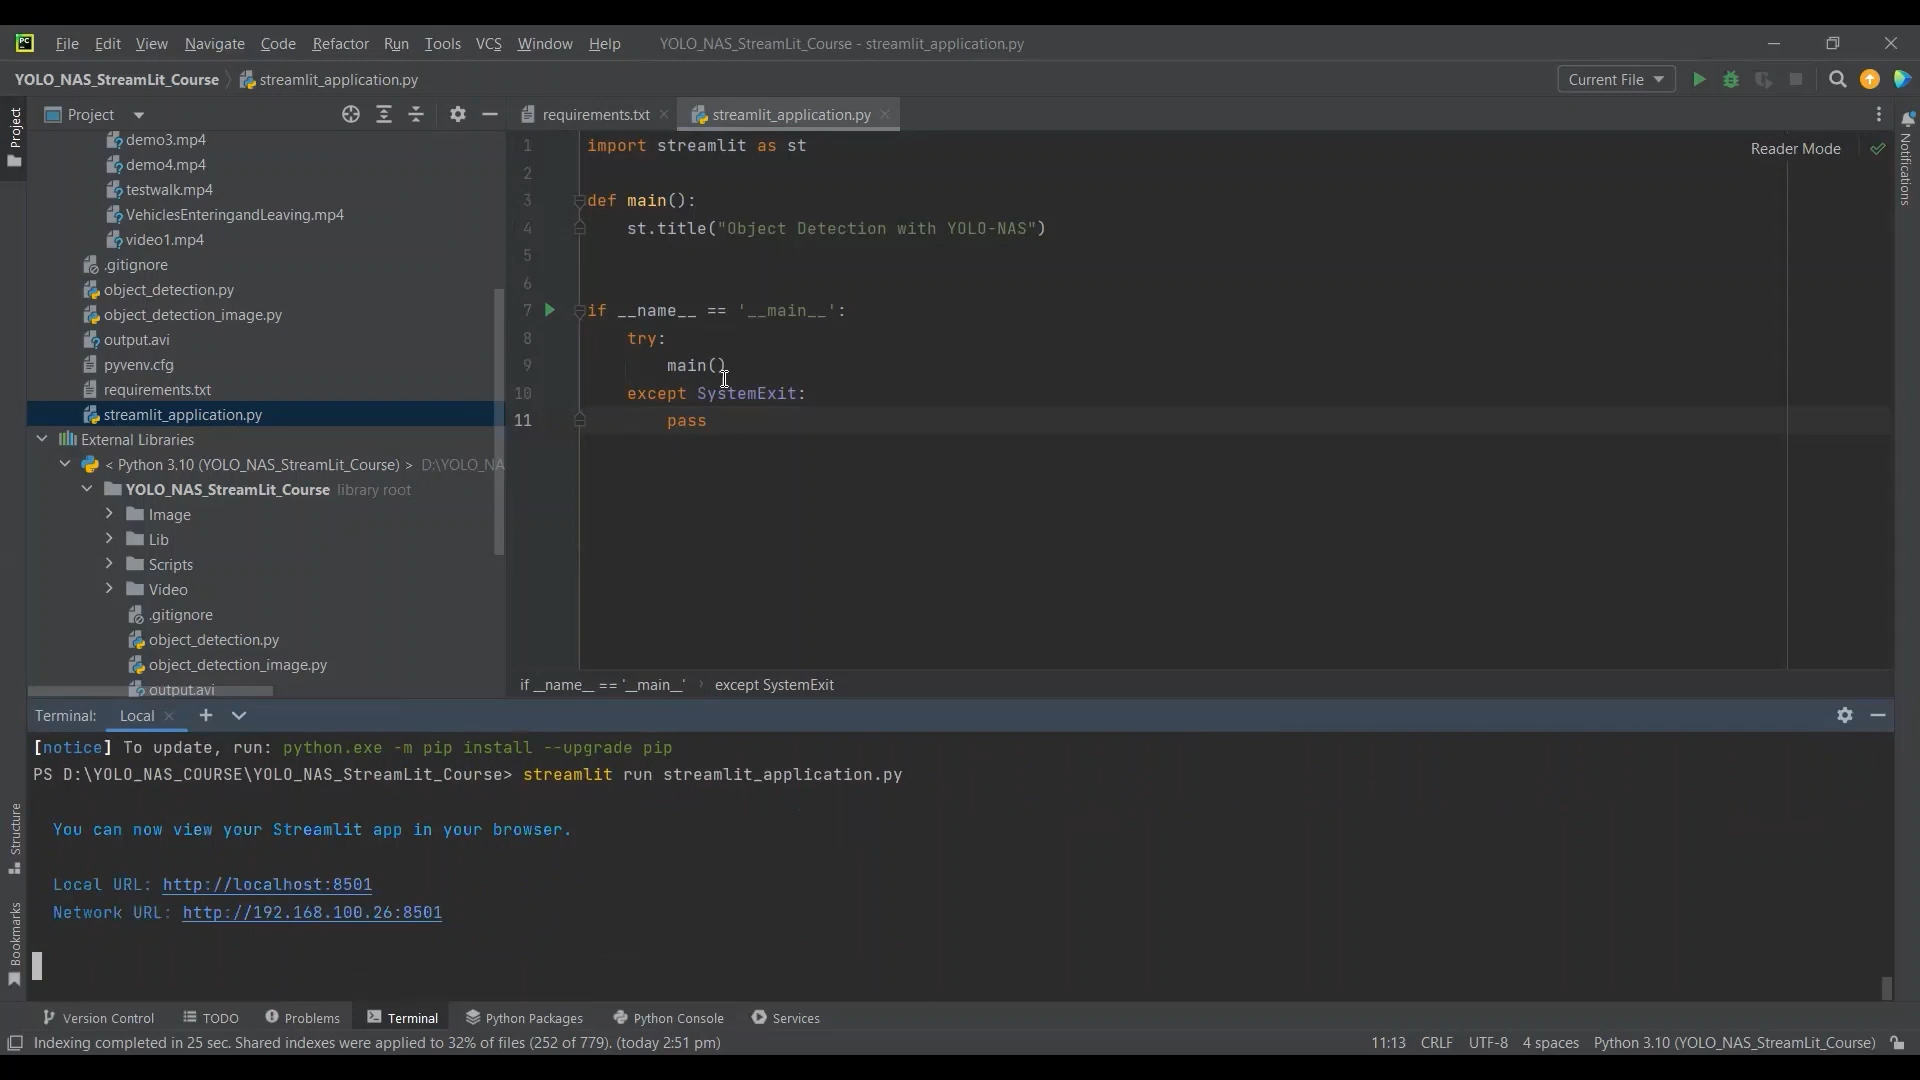 PC File Edit View Navigate Code Refactor Run Tools VCS Window Help YOLO_NAS_StreamLit_Course - streamlit_application.py
YOLO_NAS_StreamLit_Course streamlit_application.py Current File
Project
Project
requirements.txt
streamlit_application.py
Notifications
demo3.mp4
demo4.mp4
testwalk.mp4
VehiclesEnteringandLeaving.mp4
video1.mp4
.gitignore
object_detection.py
object_detection_image.py
output.avi
pyvenv.cfg
requirements.txt
streamlit_application.py
External Libraries
< Python 3.10 (YOLO_NAS_StreamLit_Course) > D:\YOLO_NA
YOLO_NAS_StreamLit_Course library root
Image
Lib
Scripts
Video
.gitignore
object_detection.py
object_detection_image.py
output.avi
Reader Mode
1 import streamlit as st
2
3 def main():
4 st.title("Object Detection with YOLO-NAS")
5
6
7 if __name__ == '__main__':
8 try:
9 main()
10 except SystemExit:
11 pass
if __name__ == '__main__' › except SystemExit
Terminal: Local
[notice] To update, run: python.exe -m pip install --upgrade pip
PS D:\YOLO_NAS_COURSE\YOLO_NAS_StreamLit_Course> streamlit run streamlit_application.py
You can now view your Streamlit app in your browser.
Local URL: http://localhost:8501
Network URL: http://192.168.100.26:8501
Structure
Bookmarks
Version Control TODO Problems Terminal Python Packages Python Console Services
Indexing completed in 25 sec. Shared indexes were applied to 32% of files (252 of 779). (today 2:51 pm) 11:13 CRLF UTF-8 4 spaces Python 3.10 (YOLO_NAS_StreamLit_Course)